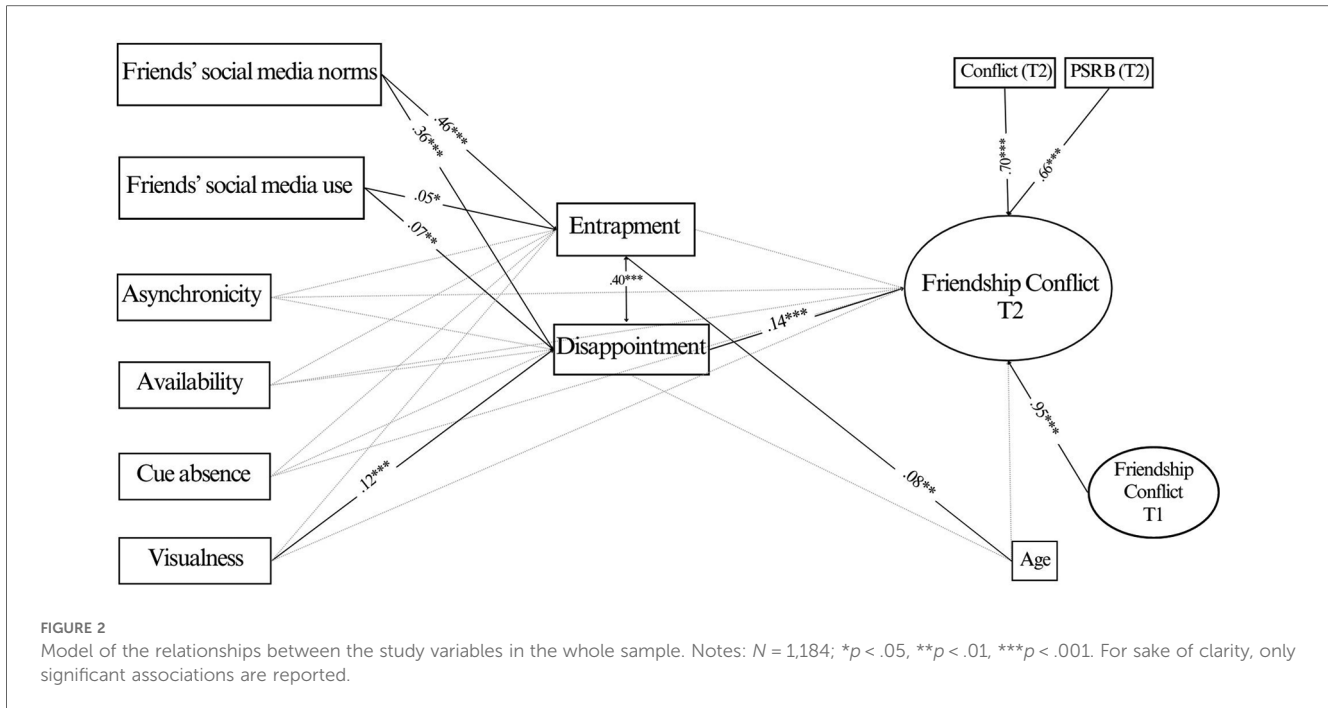 Friends’ social media norms
Conflict (T2)
PSRB (T2)
.46***
.36***
.70***
.66***
Friends’ social media use
.05*
.07**
Entrapment
Asynchronicity
.40***
Friendship Conflict
T2
.14***
Disappointment
Availability
Cue absence
.95***
.12***
.08**
Friendship
Conflict
T1
Visualness
Age
FIGURE 2
Model of the relationships between the study variables in the whole sample. Notes: N = 1,184; *p < .05, **p < .01, ***p < .001. For sake of clarity, only
significant associations are reported.